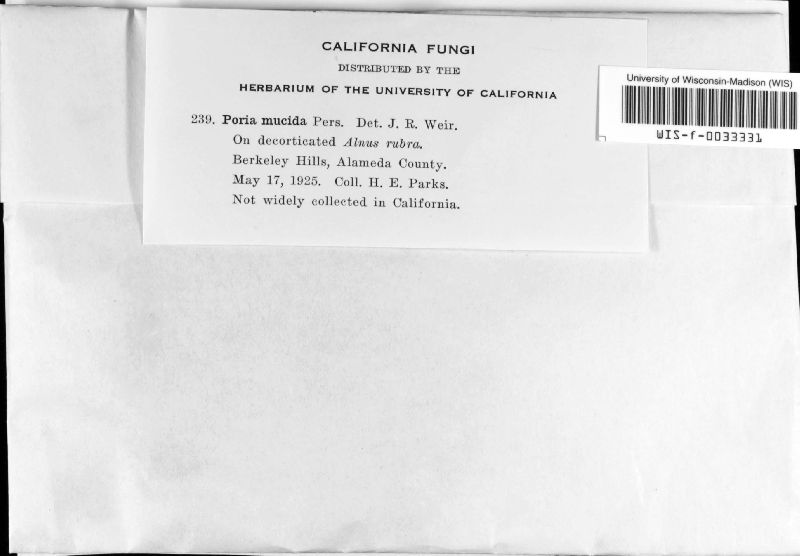 CALIFORNIA FUNGI
DISTRIBUTED BY THE
HERBARIUM OF THE UNIVERSITY OF CALIFORNIA
239. Poria mucida Pers. Det. J. R. Weir.
On decorticated Alnus rubra.
Berkeley Hills, Alameda County.
May 17, 1925. Coll. H. E. Parks.
Not widely collected in California.
University of Wisconsin-Madison (WIS)
WIS-f-0033331